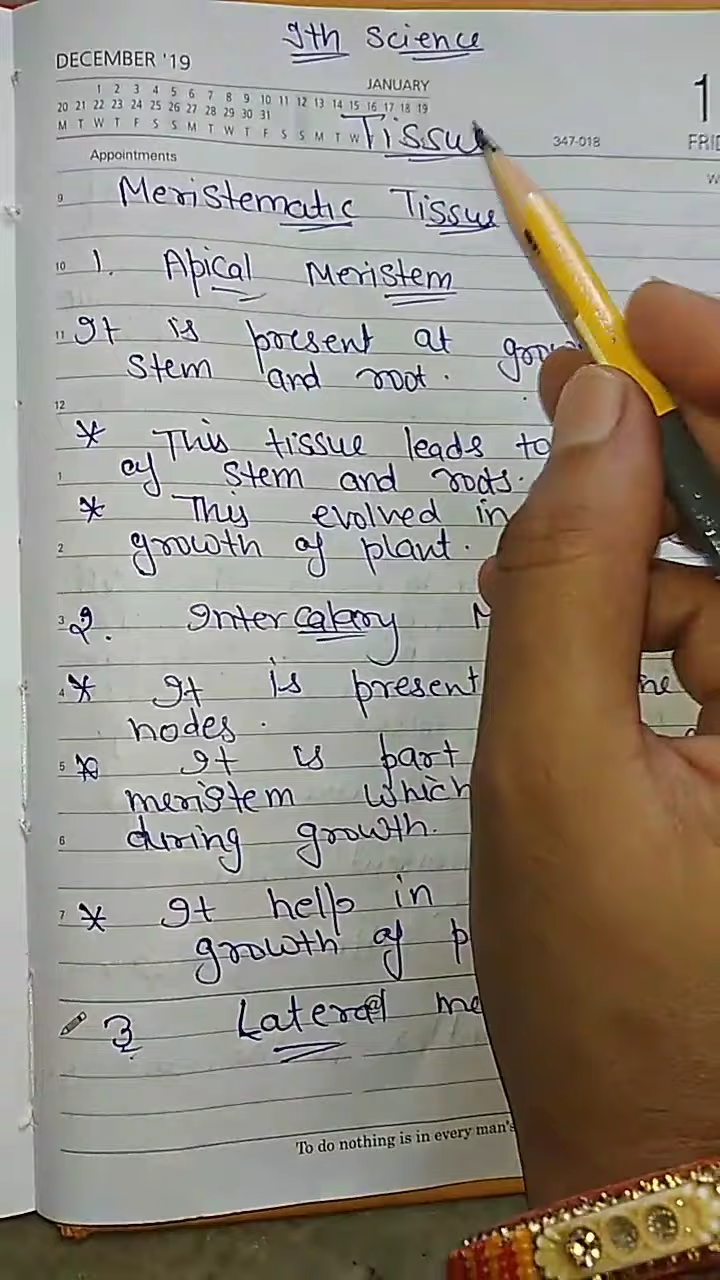 9th Science
DECEMBER '19
JANUARY
1 2 3 4 5 6 7 8 9 10 11 12 13 14 15 16 17 18 19
20 21 22 23 24 25 26 27 28 29 30 31
M T W T F S S M T W T F S S M T W
Tissue
347-018
1
FRI
Appointments
W
9 Meristematic Tissue
10 1. Apical Meristem
11 It is present at
stem and root.
12
* This tissue leads to
1 of stem and roots.
* This evolved in
2 growth of plant.
3 2. Intercalary M
4 * It is present
nodes.
5 * It is part
meristem which
6 during growth.
7 * It help in
growth of p
3 Lateral me
To do nothing is in every man's